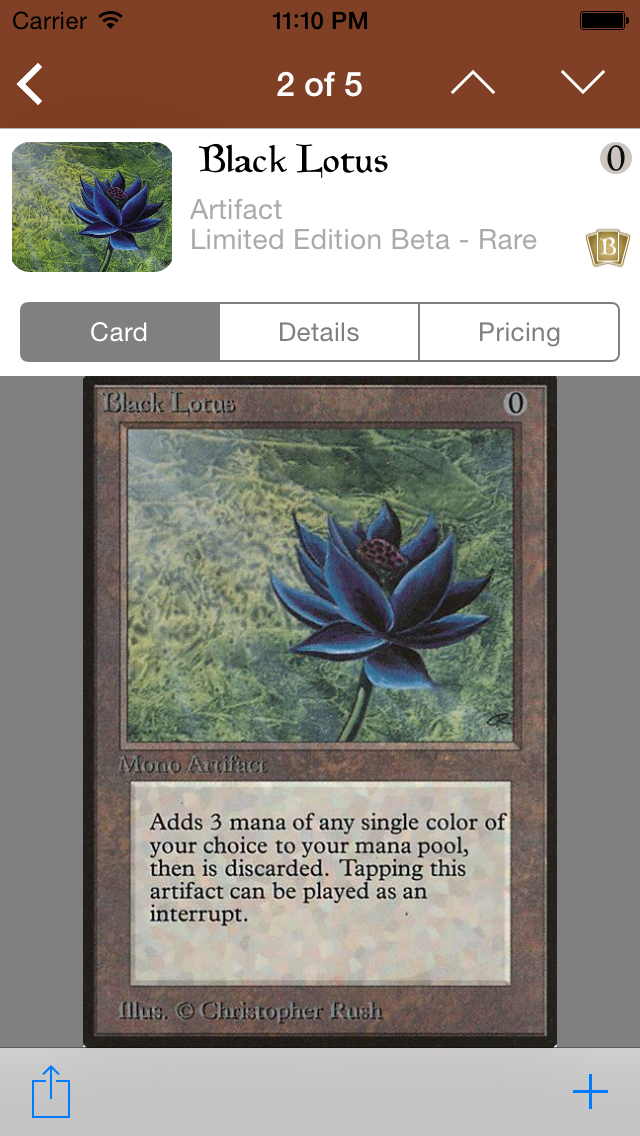 Carrier 11:10 PM
2 of 5
Black Lotus 0
Artifact
Limited Edition Beta - Rare
B
Card Details Pricing
Black Lotus 0
Mono Artifact
Adds 3 mana of any single color of
your choice to your mana pool,
then is discarded. Tapping this
artifact can be played as an
interrupt.
Illus. © Christopher Rush